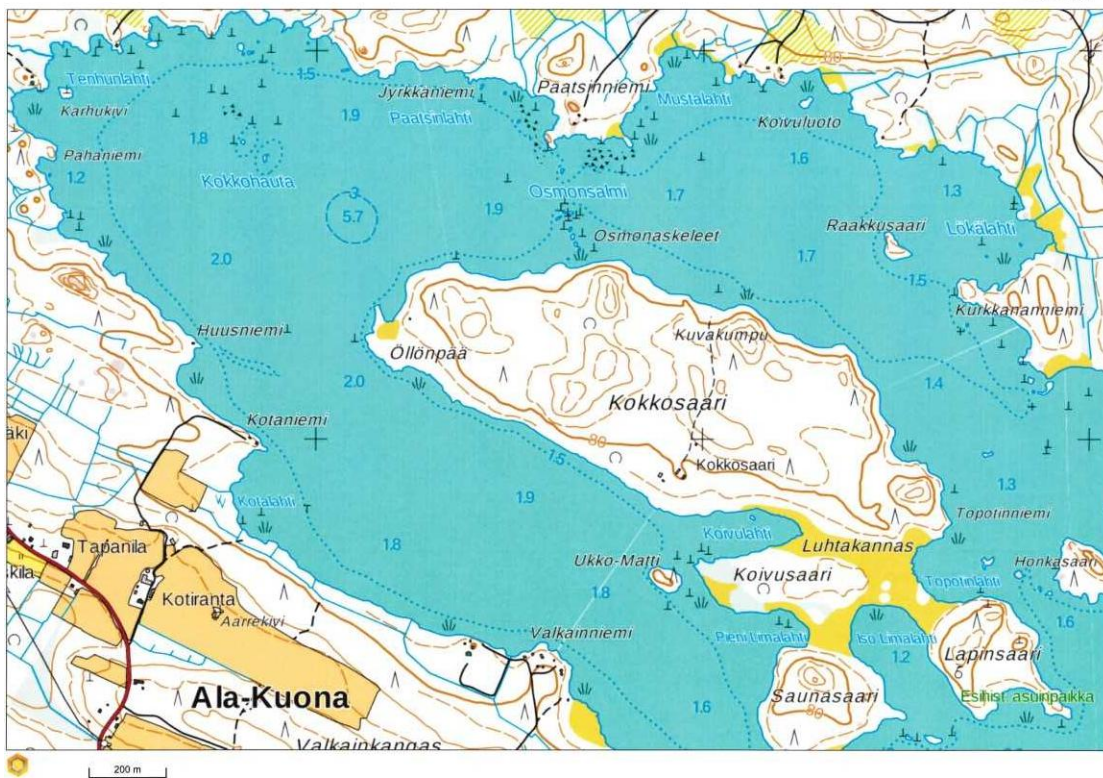 80
1.5
Tenhunlahti
Karhukivi
Jyrkkäniemi
Paatsinniemi
Paatsinlahti
Mustalahti
1.9
Koivuluoto
1.8
Pahaniemi
Kokkohauta
1.2
3
5.7
1.9
Osmonsalmi
1.7
1.6
1.3
Osmonaskeleet
Raakkusaari
Lökälahti
2.0
1.7
1.5
Kurkkananniemi
Huusniemi
Kuvakumpu
Öllönpää
2.0
1.4
Kokkosaari
Kotaniemi
äki
80
1.5
Kokkosaari
1.9
1.3
Kotalahti
Topotinniemi
Koivulahti
Luhtakannas
1.8
Tapanila
Ukko-Matti
Koivusaari
Honkasaari
kila
Topotinlahti
Kotiranta
1.8
1.6
Aarrekivi
Valkainniemi
Pieni Limalahti
Iso Limalahti
1.2
Lapinsaari
Ala-Kuona
Saunasaari
Esihist asuinpaikka
1.6
80
Valkainkangas
200 m